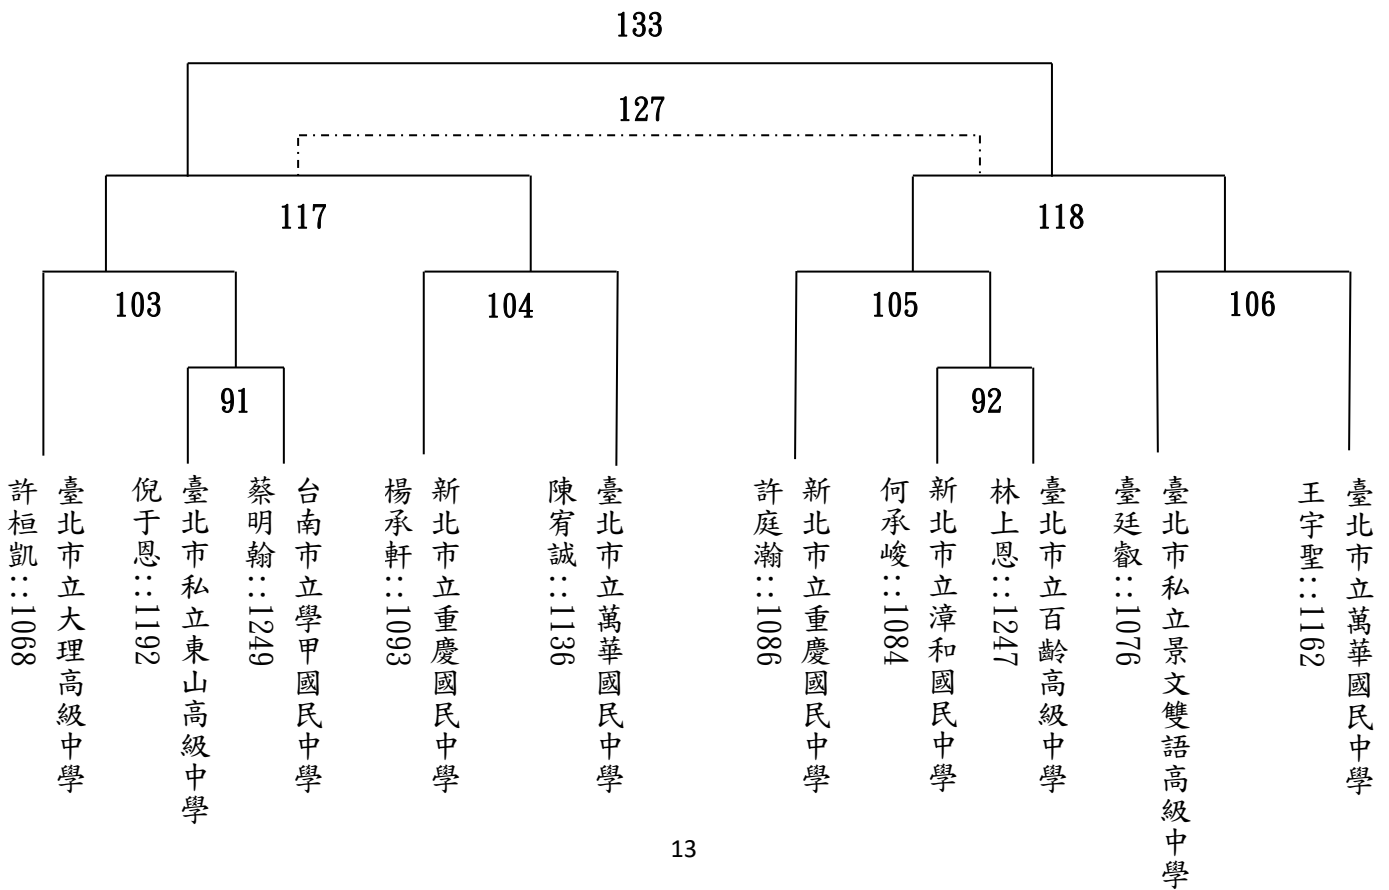 133
127
117
118
103
104
105
106
91
92
許桓凱::1068
臺北市立大理高級中學
倪于恩::1192
臺北市私立東山高級中學
蔡明翰::1249
台南市立學甲國民中學
楊承軒::1093
新北市立重慶國民中學
陳宥誠::1136
臺北市立萬華國民中學
許庭瀚::1086
新北市立重慶國民中學
何承峻::1084
新北市立漳和國民中學
林上恩::1247
臺北市立百齡高級中學
臺廷叡::1076
臺北市私立景文雙語高級中學
王宇聖::1162
臺北市立萬華國民中學
13